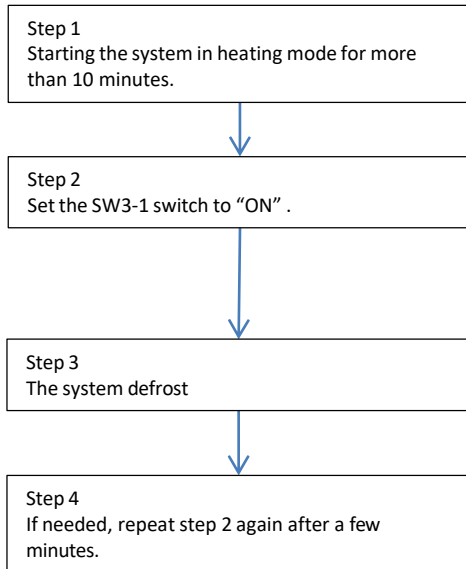 Step 1
Starting the system in heating mode for more
than 10 minutes.
Step 2
Set the SW3-1 switch to “ON” .
Step 3
The system defrost
Step 4
If needed, repeat step 2 again after a few
minutes.